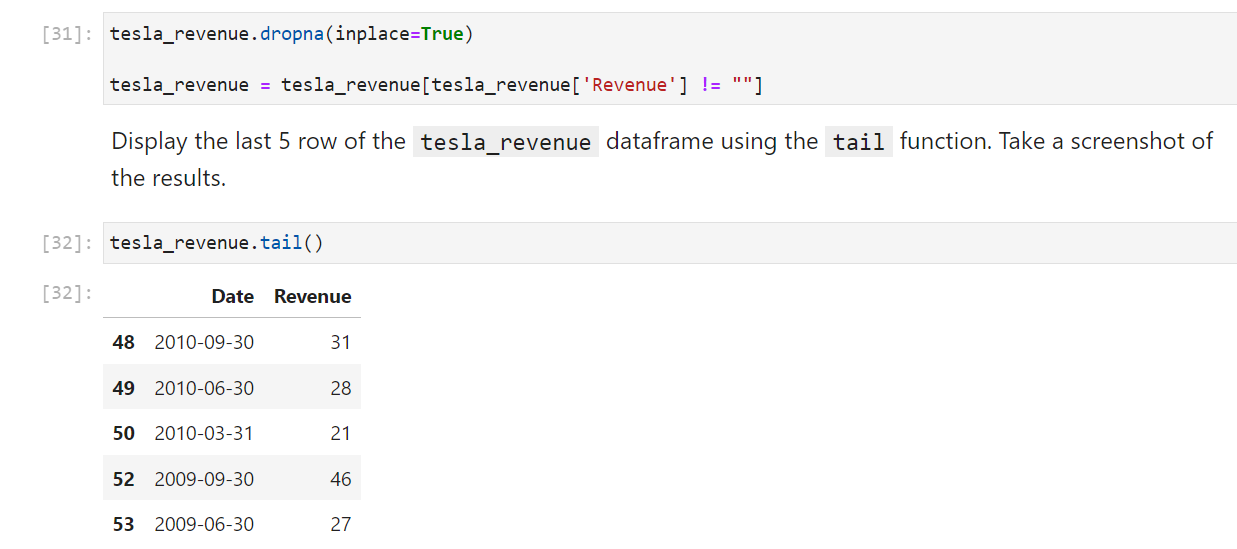 [31]: tesla_revenue.dropna(inplace=True)
tesla_revenue = tesla_revenue[tesla_revenue['Revenue'] != ""]
Display the last 5 row of the tesla_revenue dataframe using the tail function. Take a screenshot of
the results.
[32]: tesla_revenue.tail()
[32]: Date Revenue
48 2010-09-30 31
49 2010-06-30 28
50 2010-03-31 21
52 2009-09-30 46
53 2009-06-30 27